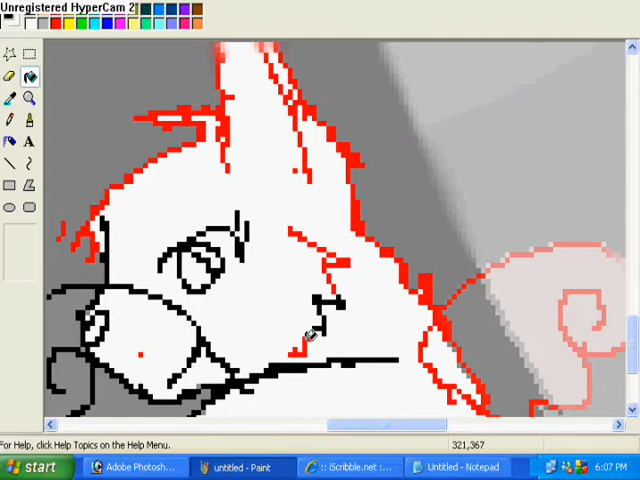 Unregistered HyperCam 2
A
For Help, click Help Topics on the Help Menu.
321,367
start
Adobe Photosh...
untitled - Paint
iScribble.net :...
Untitled - Notepad
6:07 PM